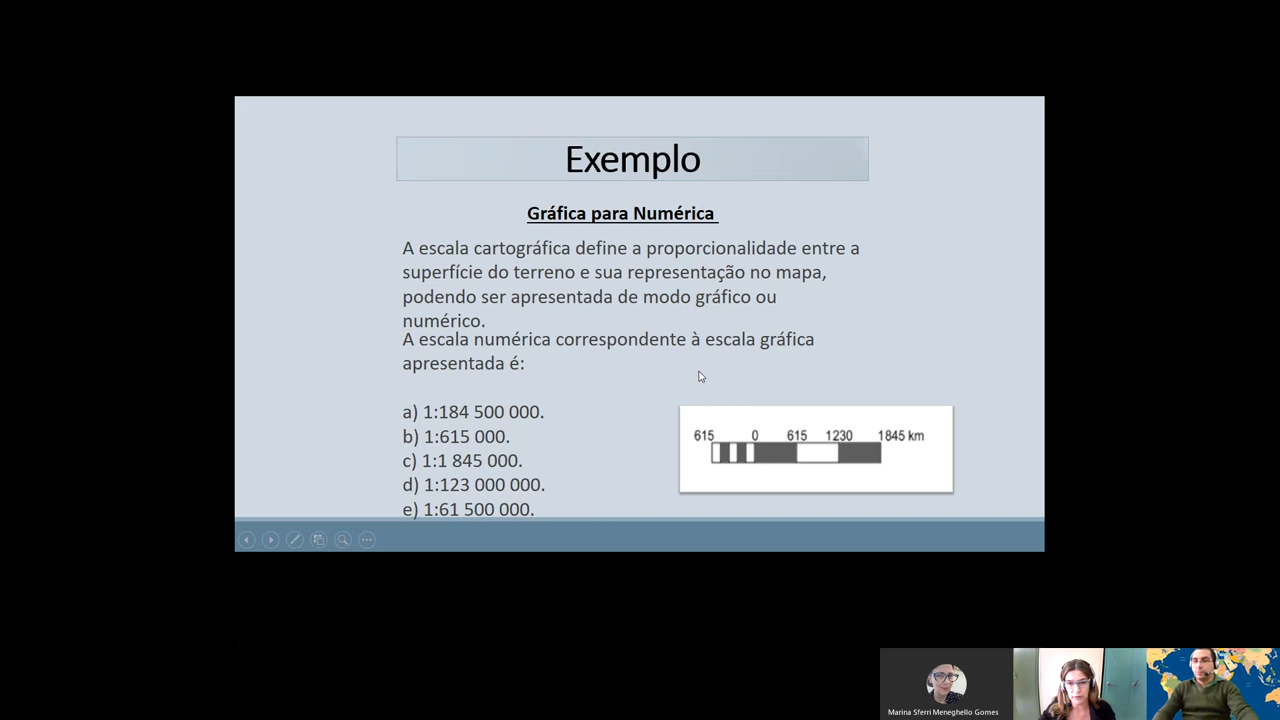 Exemplo
Gráfica para Numérica
A escala cartográfica define a proporcionalidade entre a
superfície do terreno e sua representação no mapa,
podendo ser apresentada de modo gráfico ou
numérico.
A escala numérica correspondente à escala gráfica
apresentada é:
a) 1:184 500 000.
b) 1:615 000.
c) 1:1 845 000.
d) 1:123 000 000.
e) 1:61 500 000.
615 0 615 1230 1845 km
Marina Sferri Meneghello Gomes